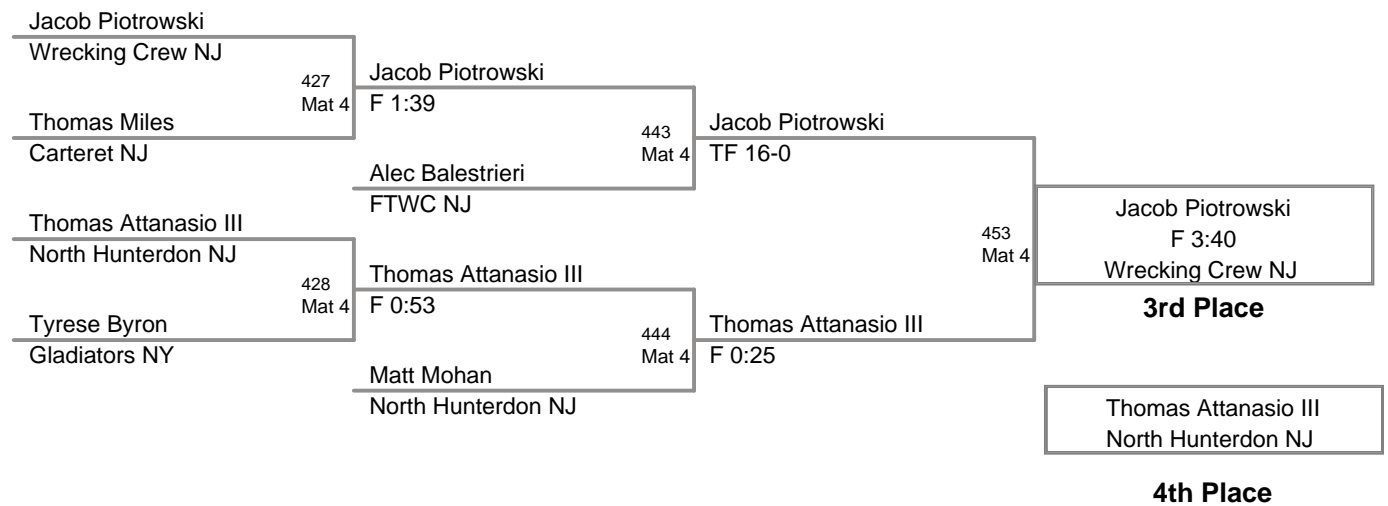 Jacob Piotrowski
Wrecking Crew NJ
427
Mat 4
Jacob Piotrowski
F 1:39
Thomas Miles
Carteret NJ
443
Mat 4
Jacob Piotrowski
TF 16-0
Alec Balestrieri
FTWC NJ
Thomas Attanasio III
North Hunterdon NJ
453
Mat 4
Jacob Piotrowski
F 3:40
Wrecking Crew NJ
3rd Place
428
Mat 4
Thomas Attanasio III
F 0:53
Tyrese Byron
Gladiators NY
444
Mat 4
Thomas Attanasio III
F 0:25
Matt Mohan
North Hunterdon NJ
Thomas Attanasio III
North Hunterdon NJ
4th Place